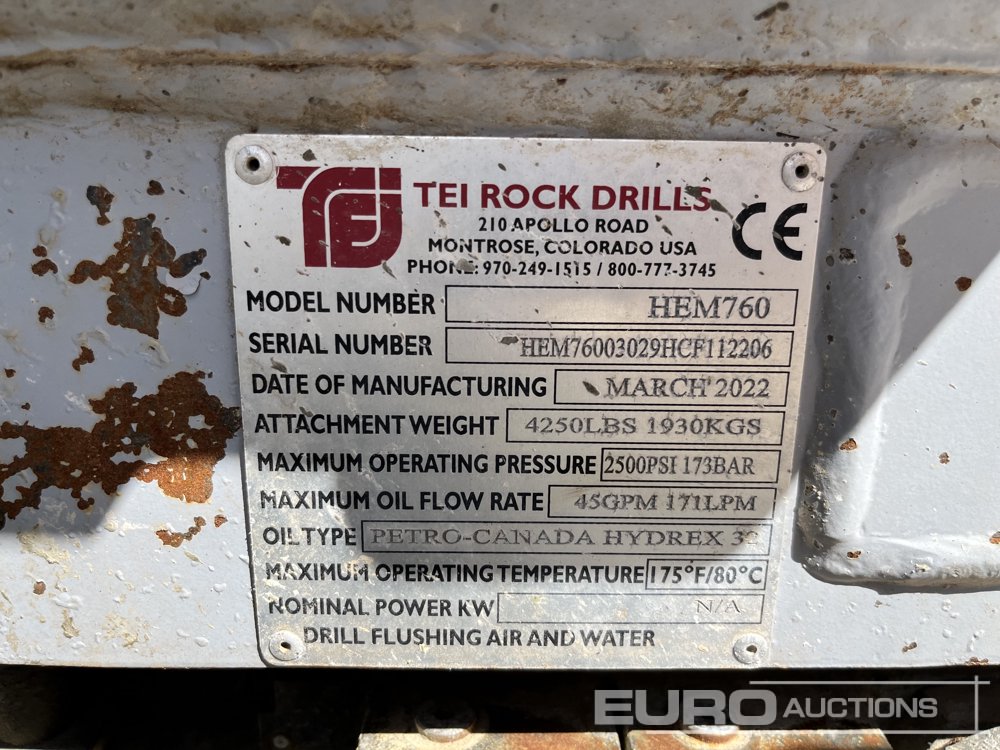 TEI TEI ROCK DRILLS
210 APOLLO ROAD
MONTROSE, COLORADO USA
PHONE: 970-249-1515 / 800-777-3745
CE
MODEL NUMBER HEM760
SERIAL NUMBER HEM76003029HCF112206
DATE OF MANUFACTURING MARCH 2022
ATTACHMENT WEIGHT 4250LBS 1930KGS
MAXIMUM OPERATING PRESSURE 2500PSI 173BAR
MAXIMUM OIL FLOW RATE 45GPM 171LPM
OIL TYPE PETRO-CANADA HYDREX 32
MAXIMUM OPERATING TEMPERATURE 175°F/80°C
NOMINAL POWER KW N/A
DRILL FLUSHING AIR AND WATER
EURO AUCTIONS